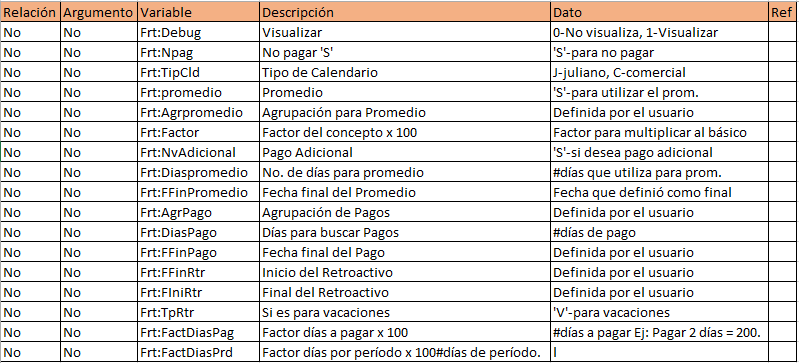 Relación Argumento Variable Descripción Dato Ref
No No Frt:Debug Visualizar 0-No visualiza, 1-Visualizar
No No Frt:Npag No pagar 'S' 'S'-para no pagar
No No Frt:TipCld Tipo de Calendario J-juliano, C-comercial
No No Frt:promedio Promedio 'S'-para utilizar el prom.
No No Frt:Agrpromedio Agrupación para Promedio Definida por el usuario
No No Frt:Factor Factor del concepto x 100 Factor para multiplicar al básico
No No Frt:NvAdicional Pago Adicional 'S'-si desea pago adicional
No No Frt:Diaspromedio No. de días para promedio #días que utiliza para prom.
No No Frt:FFinPromedio Fecha final del Promedio Fecha que definió como final
No No Frt:AgrPago Agrupación de Pagos Definida por el usuario
No No Frt:DiasPago Días para buscar Pagos #días de pago
No No Frt:FFinPago Fecha final del Pago Definida por el usuario
No No Frt:FFinRtr Inicio del Retroactivo Definida por el usuario
No No Frt:FIniRtr Final del Retroactivo Definida por el usuario
No No Frt:TpRtr Si es para vacaciones 'V'-para vacaciones
No No Frt:FactDiasPag Factor días a pagar x 100 #días a pagar Ej: Pagar 2 días = 200.
No No Frt:FactDiasPrd Factor días por período x 100#días de período. l